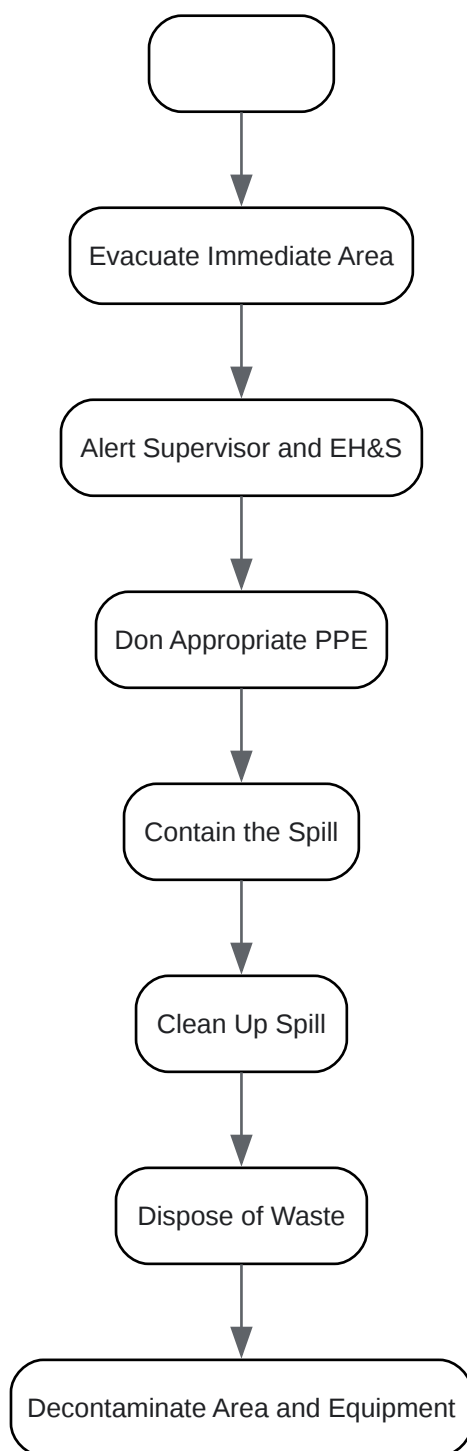 Evacuate Immediate Area
Alert Supervisor and EH&S
Don Appropriate PPE
Contain the Spill
Clean Up Spill
Dispose of Waste
Decontaminate Area and Equipment